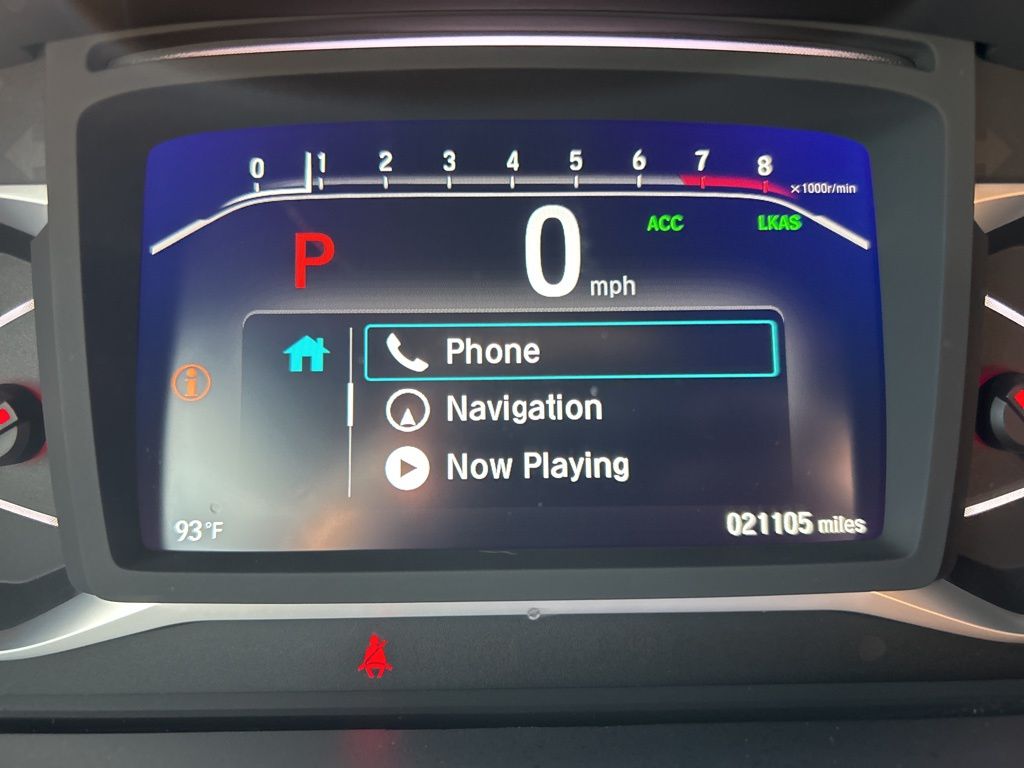 0 1 2 3 4 5 6 7 8 ×1000r/min
P 0 mph ACC LKAS
Phone
i
Navigation
Now Playing
93°F 021105 miles